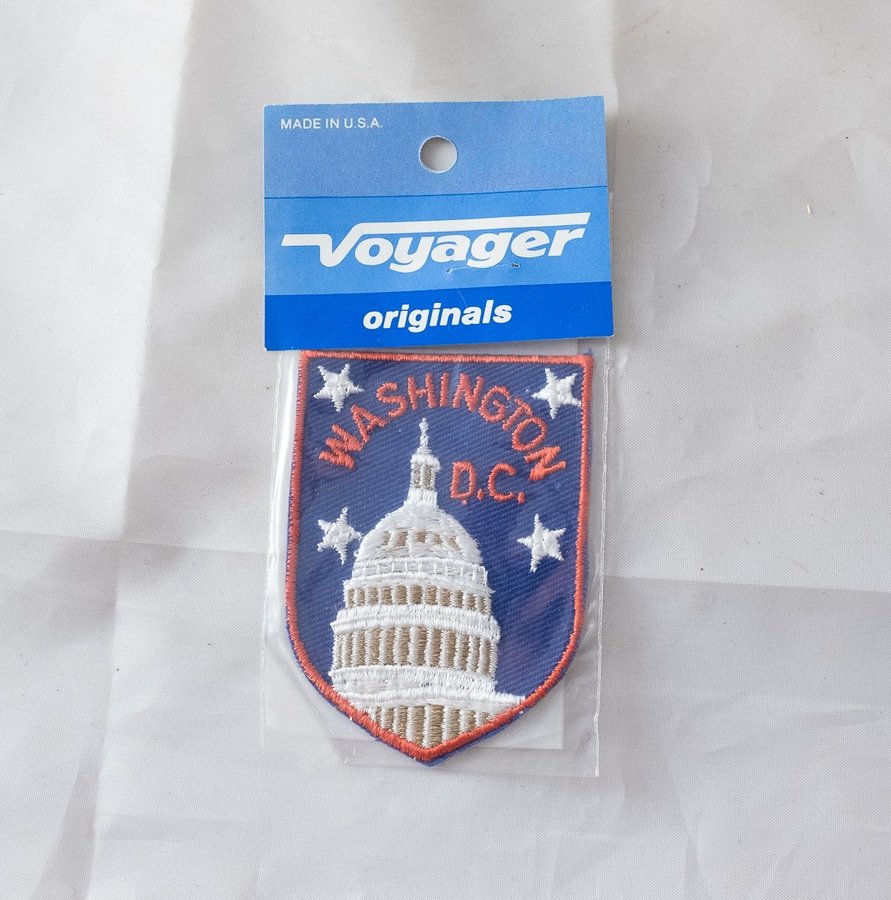 MADE IN U.S.A.
Voyager
originals
WASHINGTON
D.C.